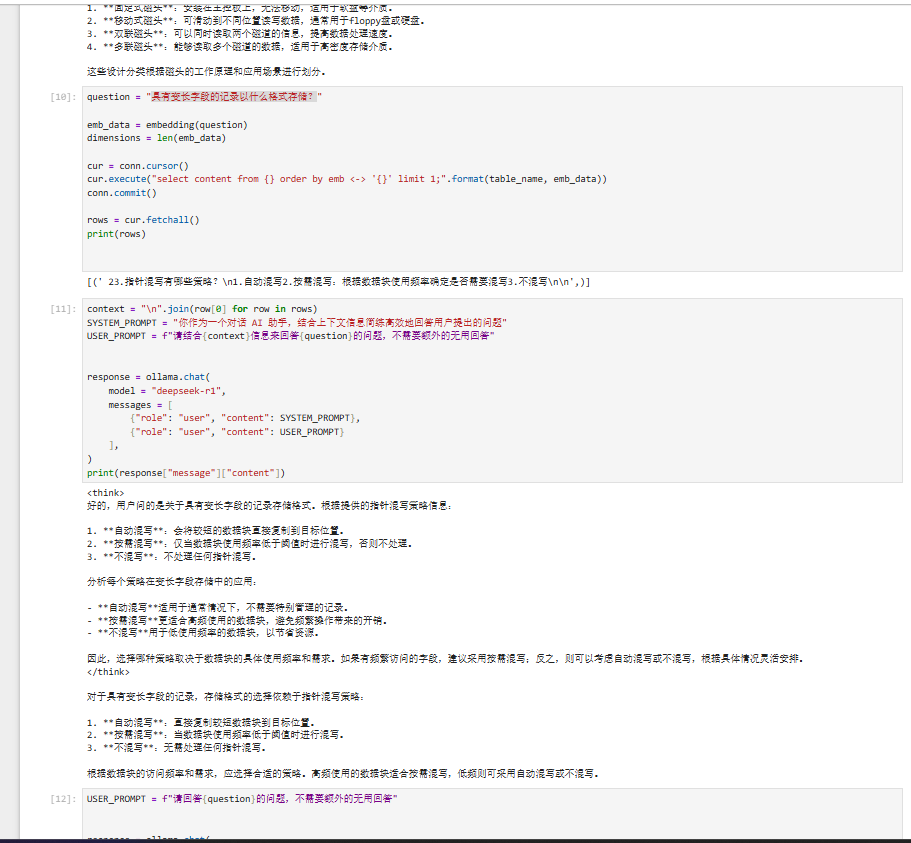 1. **固定式磁头**：安装在主控板上，无法移动，适用于软盘等介质。
2. **移动式磁头**：可滑动到不同位置读写数据，通常用于floppy盘或硬盘。
3. **双联磁头**：可以同时读取两个磁道的信息，提高数据处理速度。
4. **多联磁头**：能够读取多个磁道的数据，适用于高密度存储介质。
这些设计分类根据磁头的工作原理和应用场景进行划分。
[10]: question = "具有变长字段的记录以什么格式存储？"
emb_data = embedding(question)
dimensions = len(emb_data)
cur = conn.cursor()
cur.execute("select content from {} order by emb <-> '{}' limit 1;".format(table_name, emb_data))
conn.commit()
rows = cur.fetchall()
print(rows)
[(' 23.指针混写有哪些策略？\n1.自动混写2.按需混写：根据数据块使用频率确定是否需要混写3.不混写\n\n',)]
[11]: context = "\n".join(row[0] for row in rows)
SYSTEM_PROMPT = "你作为一个对话 AI 助手，结合上下文信息简练高效地回答用户提出的问题"
USER_PROMPT = f"请结合{context}信息来回答{question}的问题，不需要额外的无用回答"
response = ollama.chat(
model = "deepseek-r1",
messages = [
{"role": "user", "content": SYSTEM_PROMPT},
{"role": "user", "content": USER_PROMPT}
],
)
print(response["message"]["content"])
<think>
好的，用户问的是关于具有变长字段的记录存储格式。根据提供的指针混写策略信息：
1. **自动混写**：会将较短的数据块直接复制到目标位置。
2. **按需混写**：仅当数据块使用频率低于阈值时进行混写，否则不处理。
3. **不混写**：不处理任何指针混写。
分析每个策略在变长字段存储中的应用：
- **自动混写**适用于通常情况下，不需要特别管理的记录。
- **按需混写**更适合高频使用的数据块，避免频繁操作带来的开销。
- **不混写**用于低使用频率的数据块，以节省资源。
因此，选择哪种策略取决于数据块的具体使用频率和需求。如果有频繁访问的字段，建议采用按需混写；反之，则可以考虑自动混写或不混写，根据具体情况灵活安排。
</think>
对于具有变长字段的记录，存储格式的选择依赖于指针混写策略：
1. **自动混写**：直接复制较短数据块到目标位置。
2. **按需混写**：当数据块使用频率低于阈值时进行混写。
3. **不混写**：无需处理任何指针混写。
根据数据块的访问频率和需求，应选择合适的策略。高频使用的数据块适合按需混写，低频则可采用自动混写或不混写。
[12]: USER_PROMPT = f"请回答{question}的问题，不需要额外的无用回答"